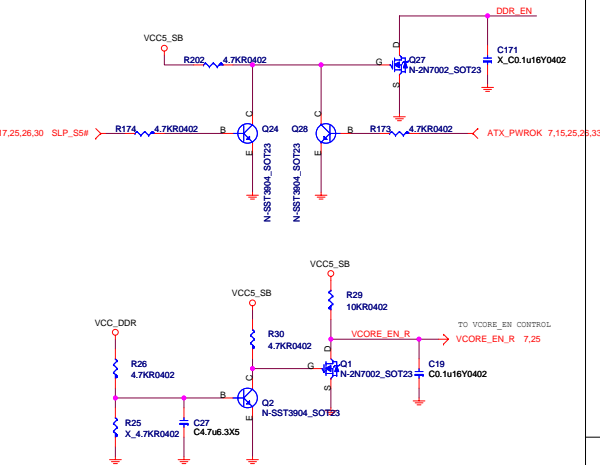 DDR_EN
VCC5_SB
R202 4.7KR0402
D
G
S
Q27
N-2N7002_SOT23
C171
X_C0.1u16Y0402
17,25,26,30 SLP_S5#
R174 4.7KR0402
B
C
E
Q24
N-SST3904_SOT23
Q28
N-SST3904_SOT23
C
E
B
R173 4.7KR0402
ATX_PWROK 7,15,25,26,33
VCC5_SB
R29
10KR0402
VCC5_SB
R30
4.7KR0402
VCORE_EN_R
TO VCORE_EN CONTROL
VCORE_EN_R 7,25
VCC_DDR
R26
4.7KR0402
D
G
S
Q1
N-2N7002_SOT23
C19
C0.1u16Y0402
B
C
E
Q2
N-SST3904_SOT23
R25
X_4.7KR0402
C27
C4.7u6.3X5